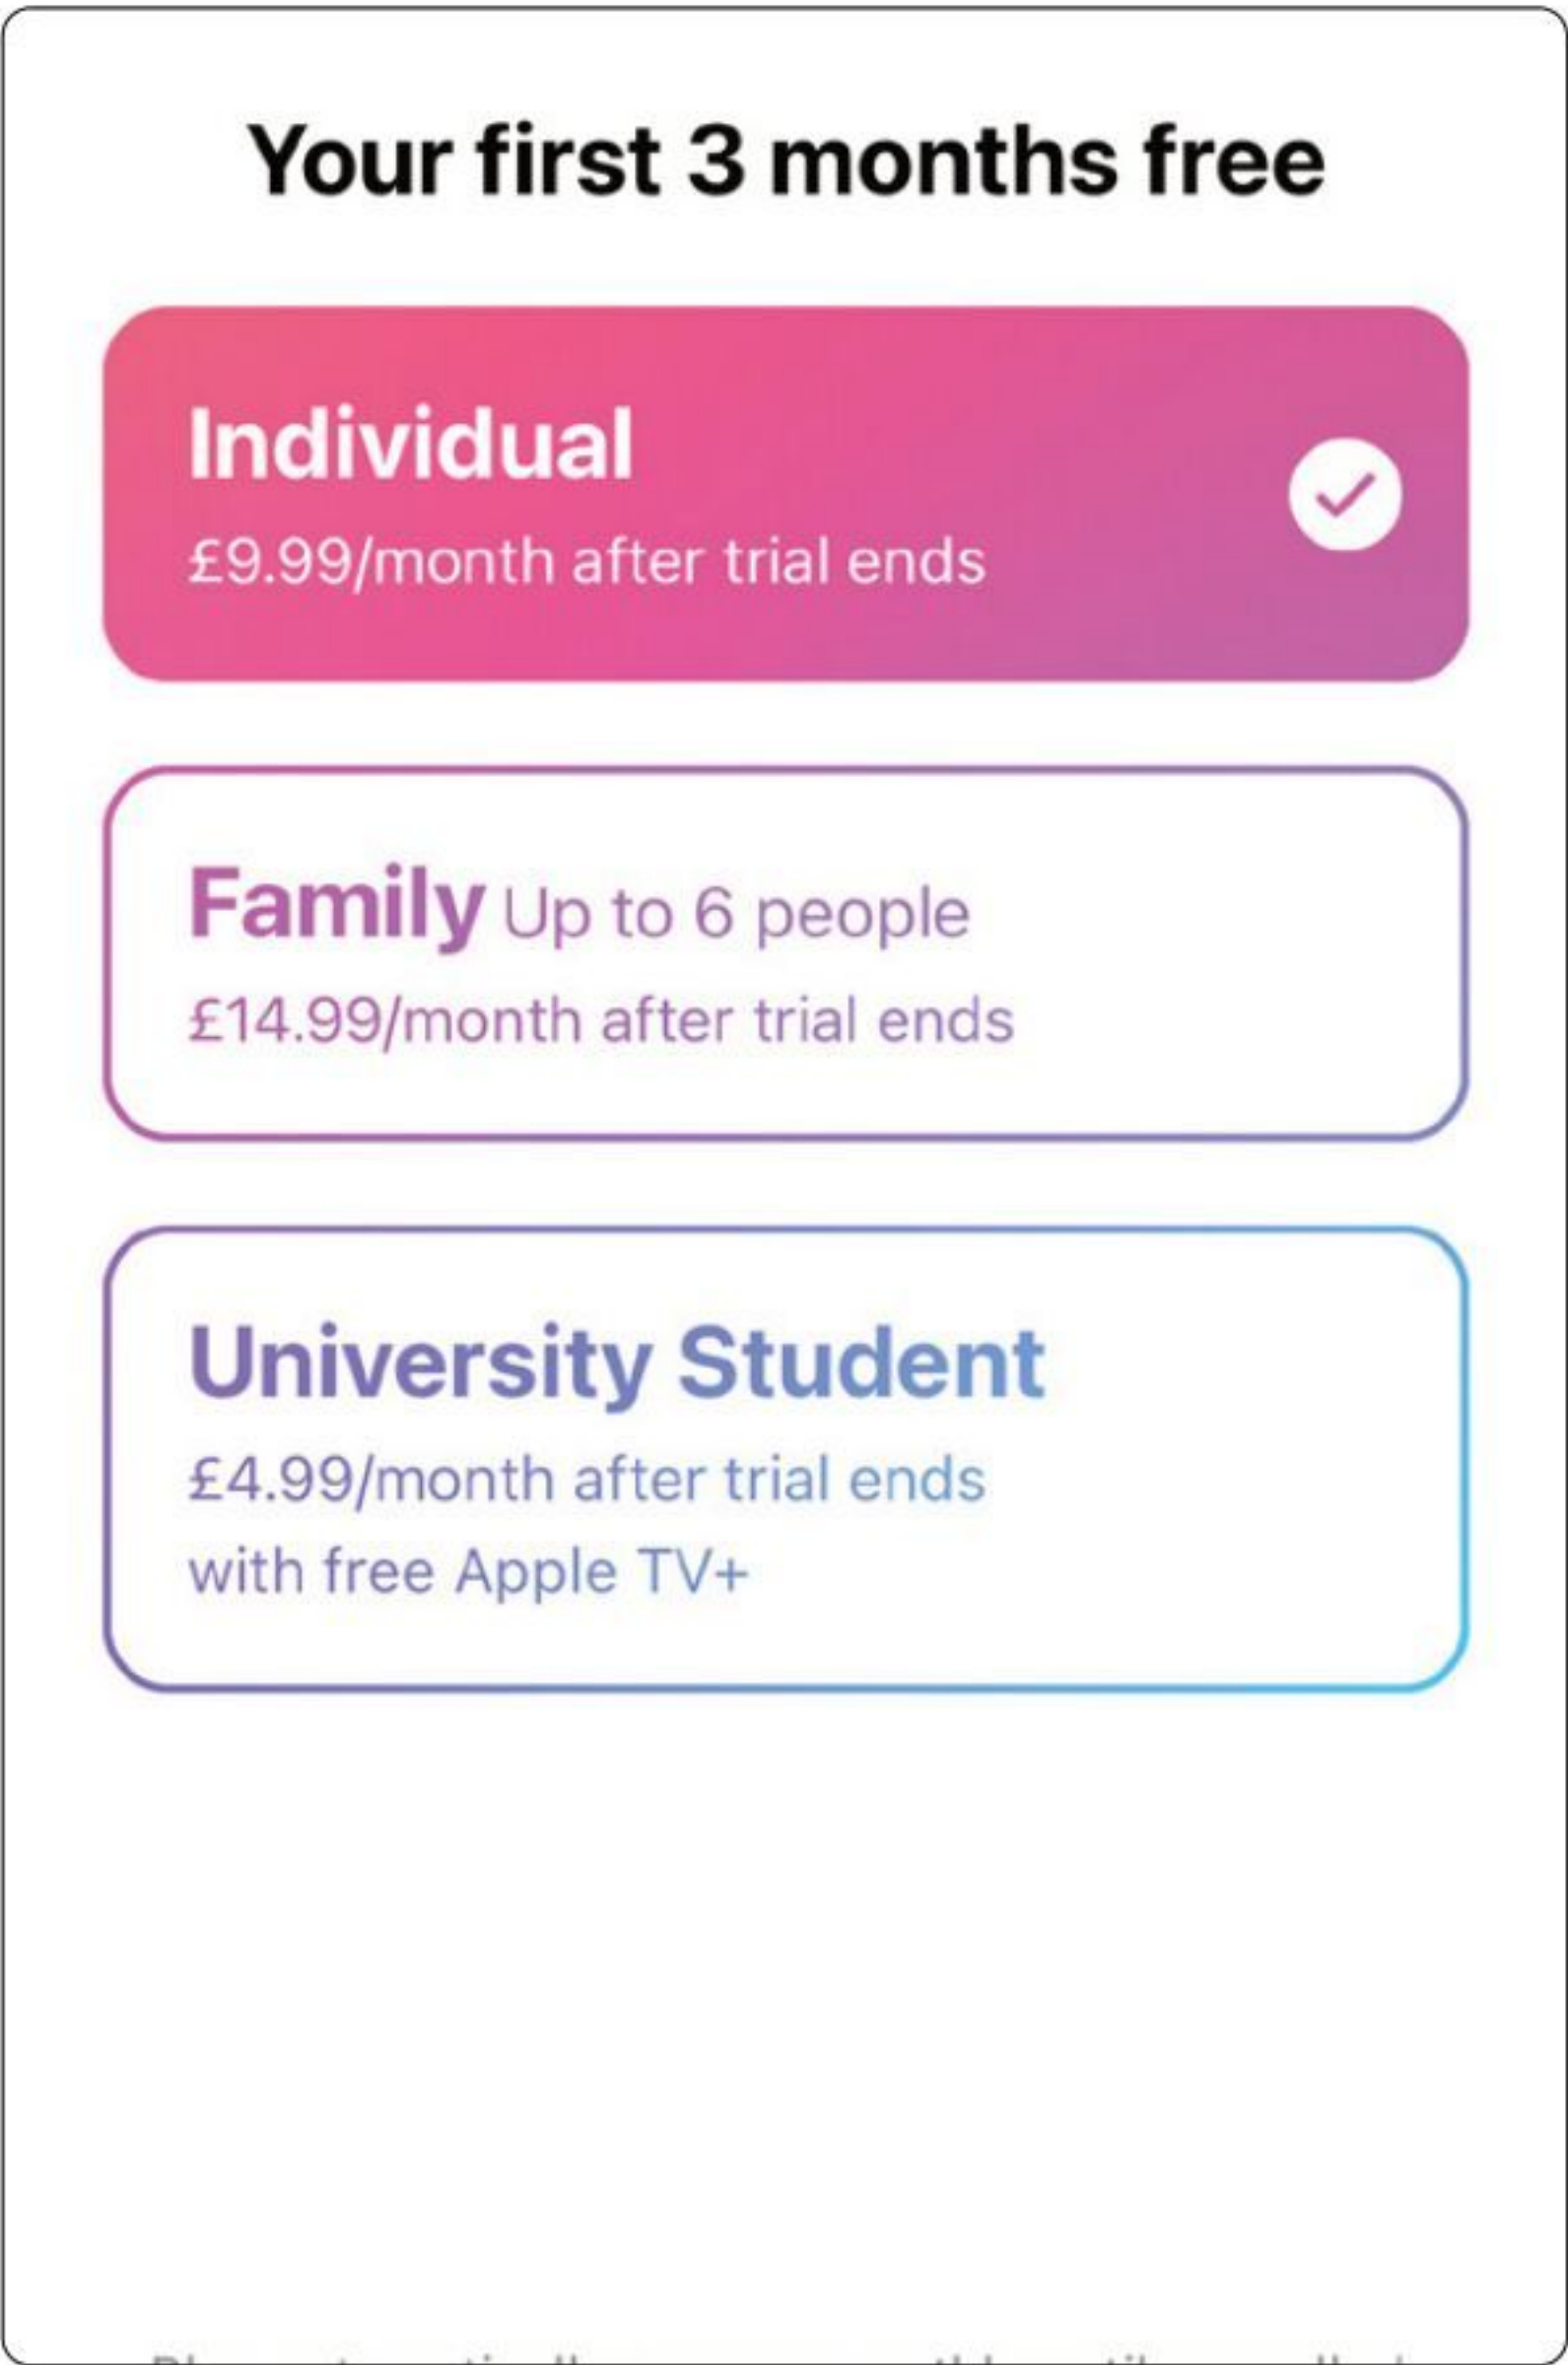 Your first 3 months free
Individual
£9.99/month after trial ends
Family Up to 6 people
£14.99/month after trial ends
University Student
£4.99/month after trial ends
with free Apple TV+